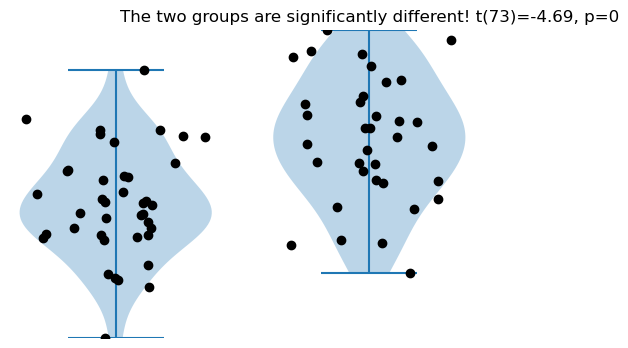 The two groups are significantly different! t(73)=-4.69, p=0